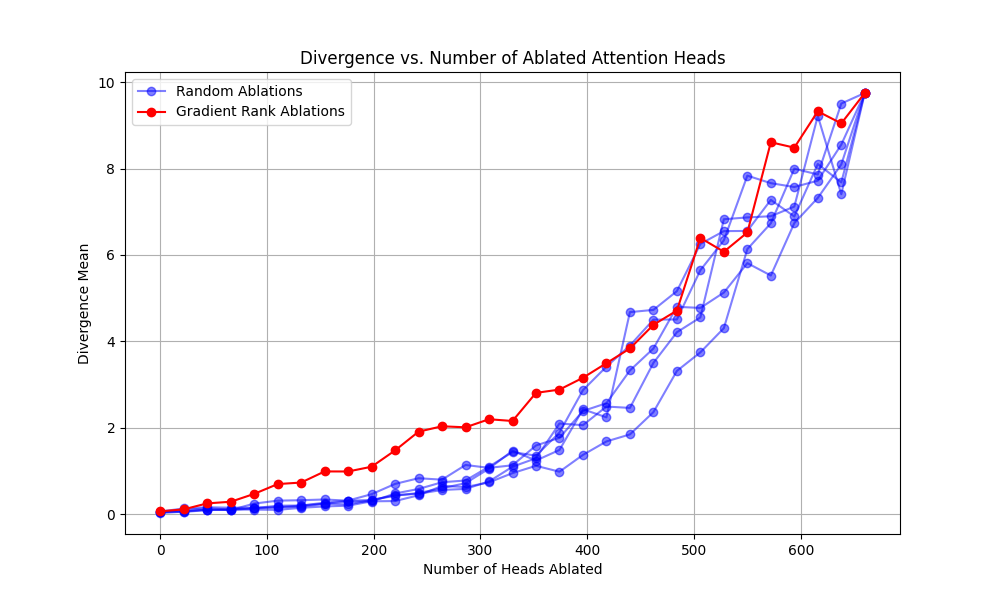 Divergence vs. Number of Ablated Attention Heads
Random Ablations
Gradient Rank Ablations
10
8
6
4
2
0
Divergence Mean
0 100 200 300 400 500 600
Number of Heads Ablated